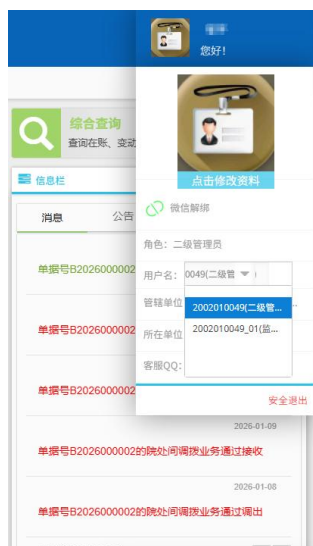 您好!
综合查询
查询在账、变动
点击修改资料
信息栏
微信解绑
消息
公告
角色: 二级管理员
单据号B2026000002
用户名:
0049(二级管
管辖单位
2002010049(二级管...
单据号B2026000002
所在单位
2002010049_01(监...
客服QQ:
单据号B2026000002
安全退出
2026-01-09
单据号B2026000002的院处间调拨业务通过接收
2026-01-08
单据号B2026000002的院处间调拨业务通过调出